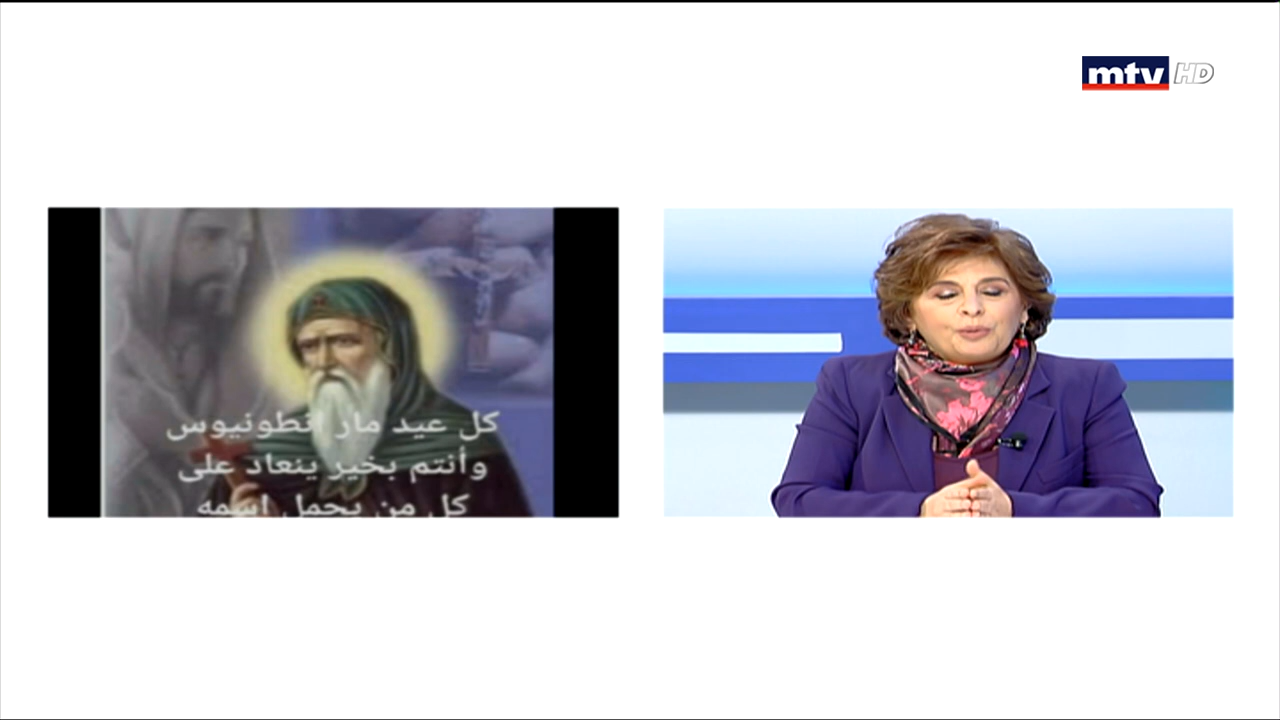 mtv HD
كل عيد مار انطونيوس
وأنتم بخير ينعاد على
كل من يحمل اسمه